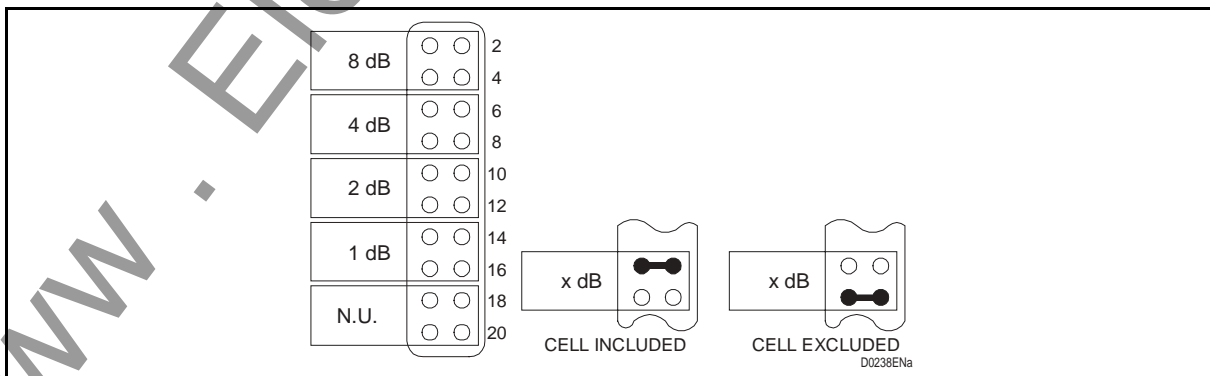 8 dB
2
4
4 dB
6
8
2 dB
10
12
1 dB
14
16
N.U.
18
20
x dB
CELL INCLUDED
x dB
CELL EXCLUDED
D0238ENa